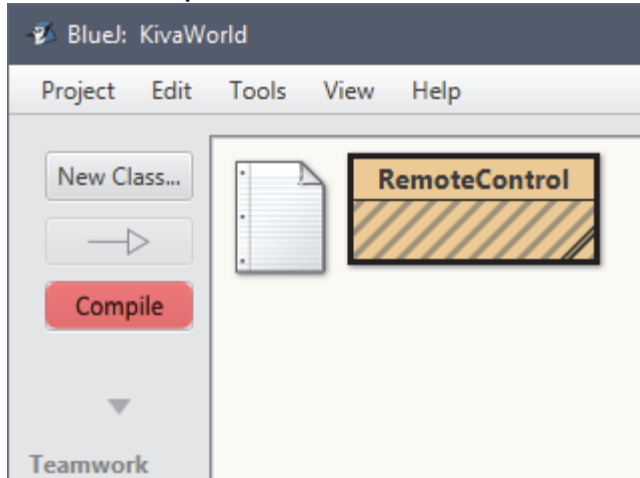 BlueJ: KivaWorld
Project Edit Tools View Help
New Class...
RemoteControl
Compile
Teamwork